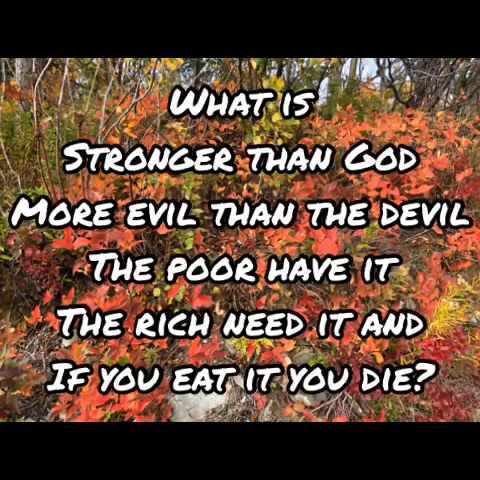 What is
Stronger than God
More evil than the devil
The poor have it
The rich need it and
If you eat it you die?